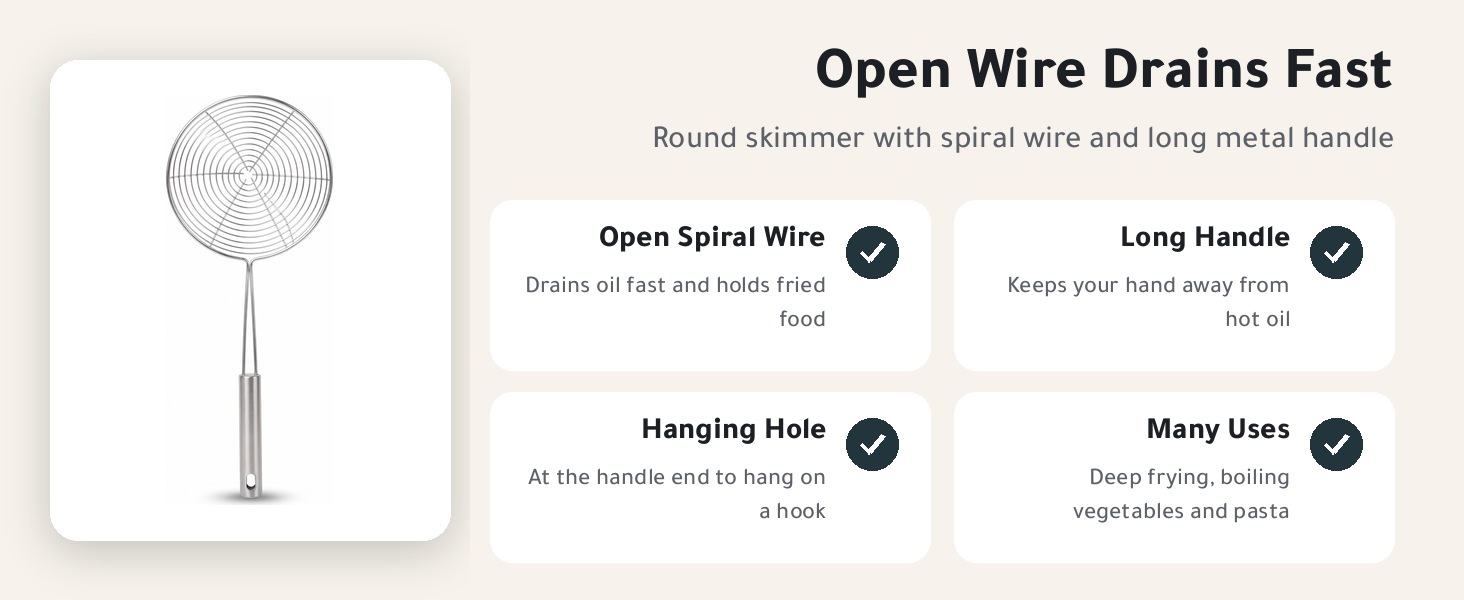 Open Wire Drains Fast
Round skimmer with spiral wire and long metal handle
Open Spiral Wire
Drains oil fast and holds fried
food
Long Handle
Keeps your hand away from
hot oil
Hanging Hole
At the handle end to hang on
a hook
Many Uses
Deep frying, boiling
vegetables and pasta